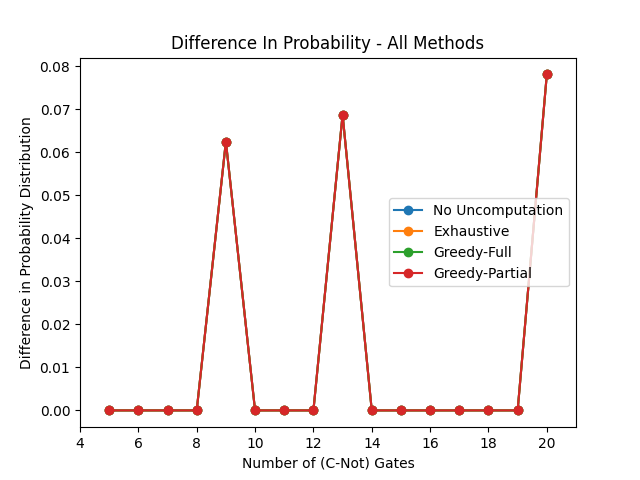 Difference In Probability - All Methods
Difference in Probability Distribution
0.08
0.07
0.06
0.05
0.04
0.03
0.02
0.01
0.00
No Uncomputation
Exhaustive
Greedy-Full
Greedy-Partial
4 6 8 10 12 14 16 18 20
Number of (C-Not) Gates